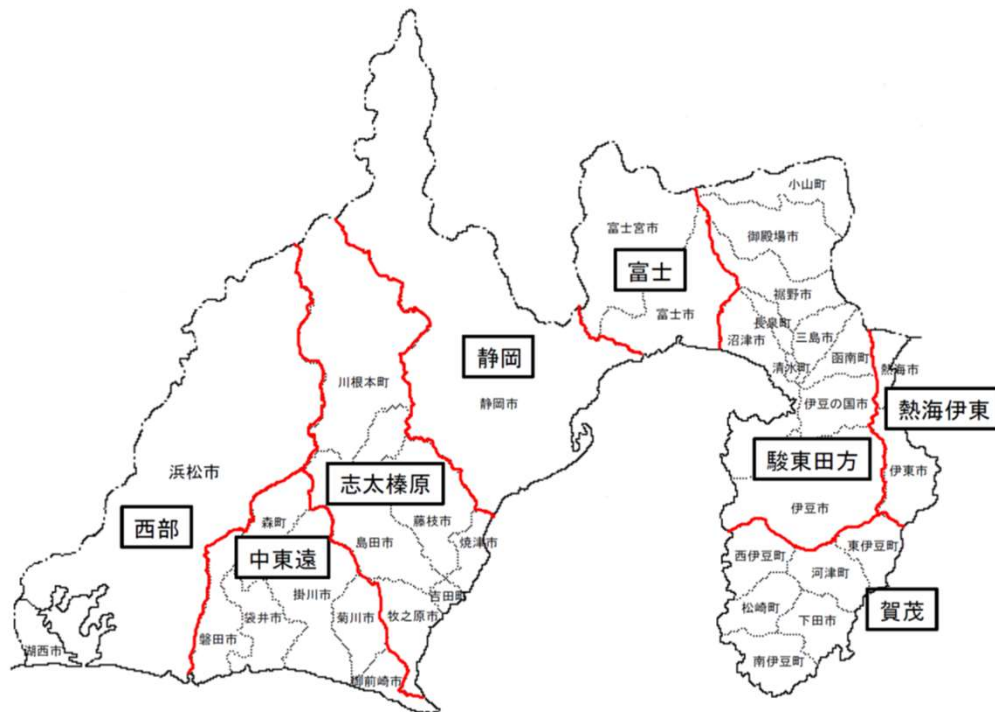 小山町
富士宮市
御殿場市
富士
裾野市
富士市
長泉町
沼津市
三島市
静岡
函南町
清水町
熱海市
川根本町
静岡市
伊豆の国市
熱海伊東
駿東田方
浜松市
志太榛原
伊東市
伊豆市
西部
森町
藤枝市
焼津市
島田市
中東遠
東伊豆町
西伊豆町
河津町
掛川市
吉田町
松崎町
賀茂
袋井市
菊川市
牧之原市
下田市
磐田市
湖西市
南伊豆町
御前崎市